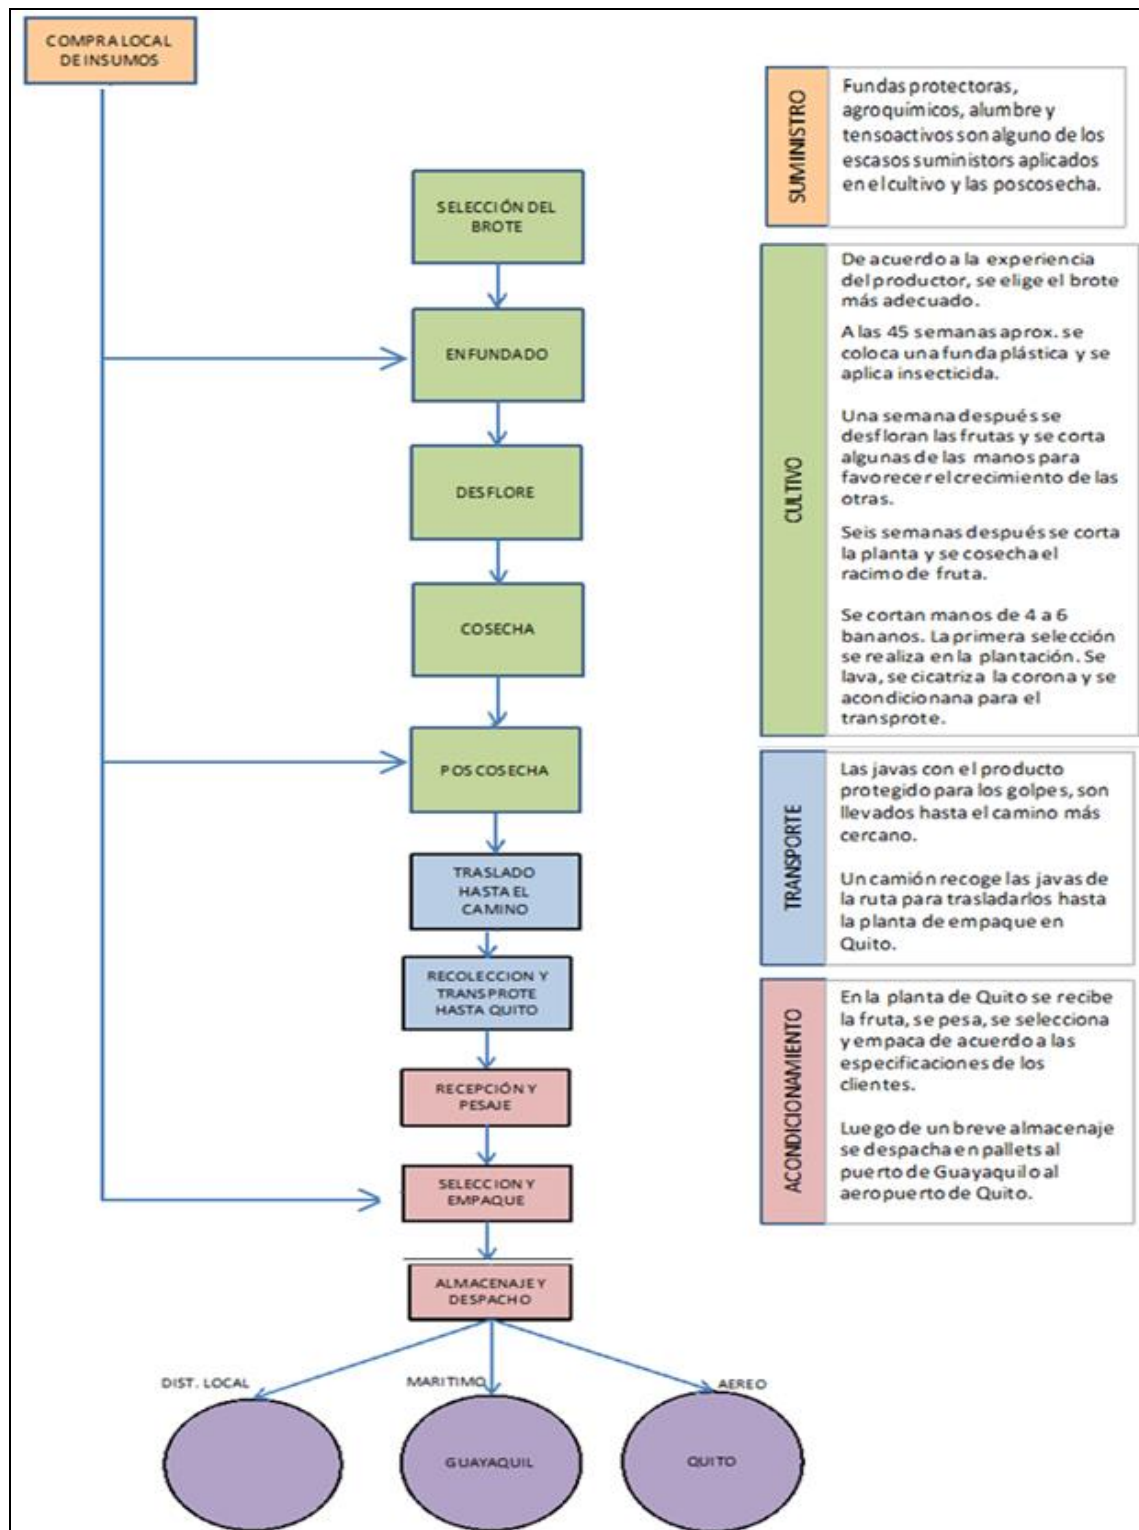 COMPRA LOCAL
DE INSUMOS
SELECCIÓN DEL
BROTE
ENFUNDADO
DESFLORE
COSECHA
POS COSECHA
TRASLADO
HASTA EL
CAMINO
RECOLECCION Y
TRANSPROTE
HASTA QUITO
RECEPCIÓN Y
PESAJE
SELECCION Y
EMPAQUE
ALMACENAJE Y
DESPACHO
DIST. LOCAL
MARITIMO
AEREO
GUAYAQUIL
QUITO
SUMINISTRO
Fundas protectoras,
agroquimicos, alumbre y
tensoactivos son alguno de los
escasos suministors aplicados
en el cultivo y las poscosecha.
CULTIVO
De acuerdo a la experiencia
del productor, se elige el brote
más adecuado.
A las 45 semanas aprox. se
coloca una funda plástica y se
aplica insecticida.
Una semana después se
desfloran las frutas y se corta
algunas de las manos para
favorecer el crecimiento de las
otras.
Seis semanas después se corta
la planta y se cosecha el
racimo de fruta.
Se cortan manos de 4 a 6
bananos. La primera selección
se realiza en la plantación. Se
lava, se cicatriza la corona y se
acondicionana para el
transprote.
TRANSPORTE
Las javas con el producto
protegido para los golpes, son
llevados hasta el camino más
cercano.
Un camión recoge las javas de
la ruta para trasladarlos hasta
la planta de empaque en
Quito.
ACONDICIONAMIENTO
En la planta de Quito se recibe
la fruta, se pesa, se selecciona
y empaca de acuerdo a las
especificaciones de los
clientes.
Luego de un breve almacenaje
se despacha en pallets al
puerto de Guayaquil o al
aeropuerto de Quito.